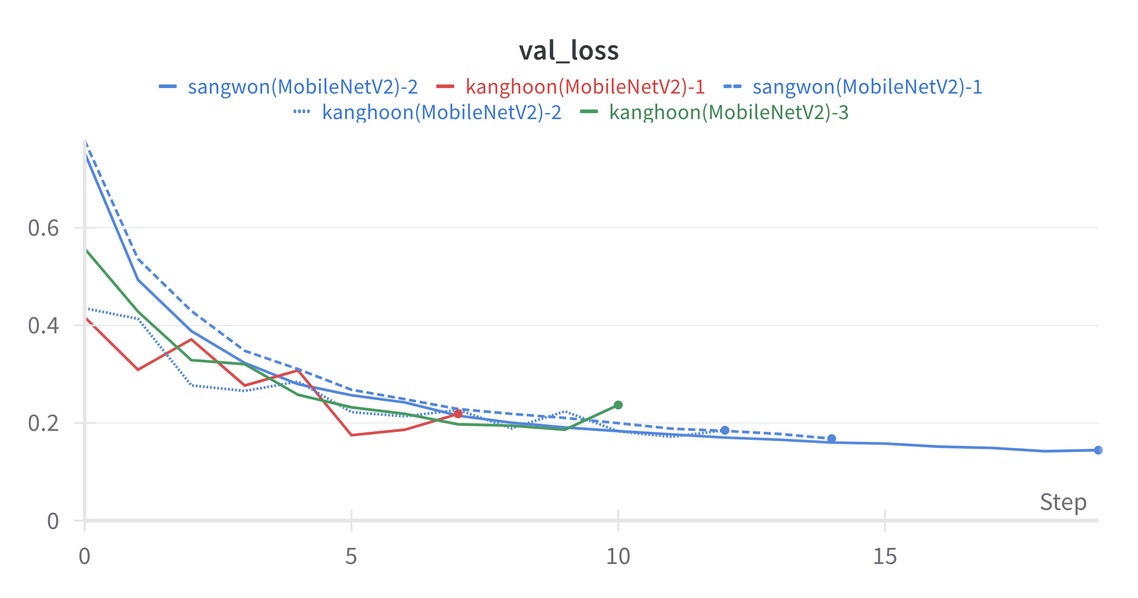 val_loss
sangwon(MobileNetV2)-2 kanghoon(MobileNetV2)-1 sangwon(MobileNetV2)-1
kanghoon(MobileNetV2)-2 kanghoon(MobileNetV2)-3
0.6
0.4
0.2
0
Step
0 5 10 15